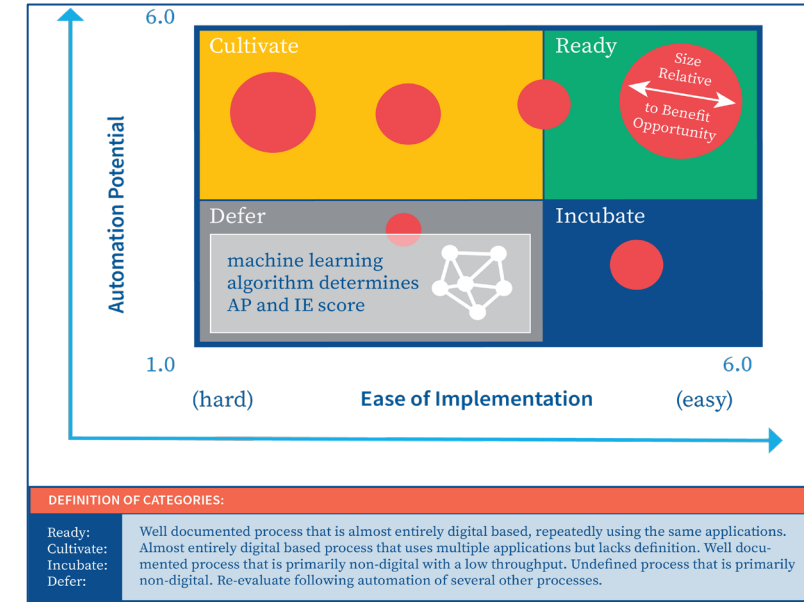 6.0
Cultivate
Ready
Size
Relative
to Benefit
Opportunity
Automation Potential
Defer
Incubate
machine learning
algorithm determines
AP and IE score
1.0
6.0
(hard)
Ease of Implementation
(easy)
DEFINITION OF CATEGORIES:
Ready:
Cultivate:
Incubate:
Defer:
Well documented process that is almost entirely digital based, repeatedly using the same applications.
Almost entirely digital based process that uses multiple applications but lacks definition. Well docu-
mented process that is primarily non-digital with a low throughput. Undefined process that is primarily
non-digital. Re-evaluate following automation of several other processes.